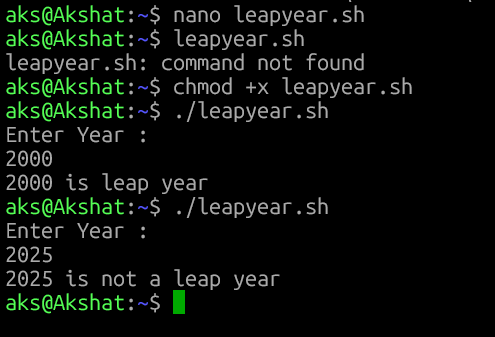 aks@Akshat:~$ nano leapyear.sh
aks@Akshat:~$ leapyear.sh
leapyear.sh: command not found
aks@Akshat:~$ chmod +x leapyear.sh
aks@Akshat:~$ ./leapyear.sh
Enter Year :
2000
2000 is leap year
aks@Akshat:~$ ./leapyear.sh
Enter Year :
2025
2025 is not a leap year
aks@Akshat:~$